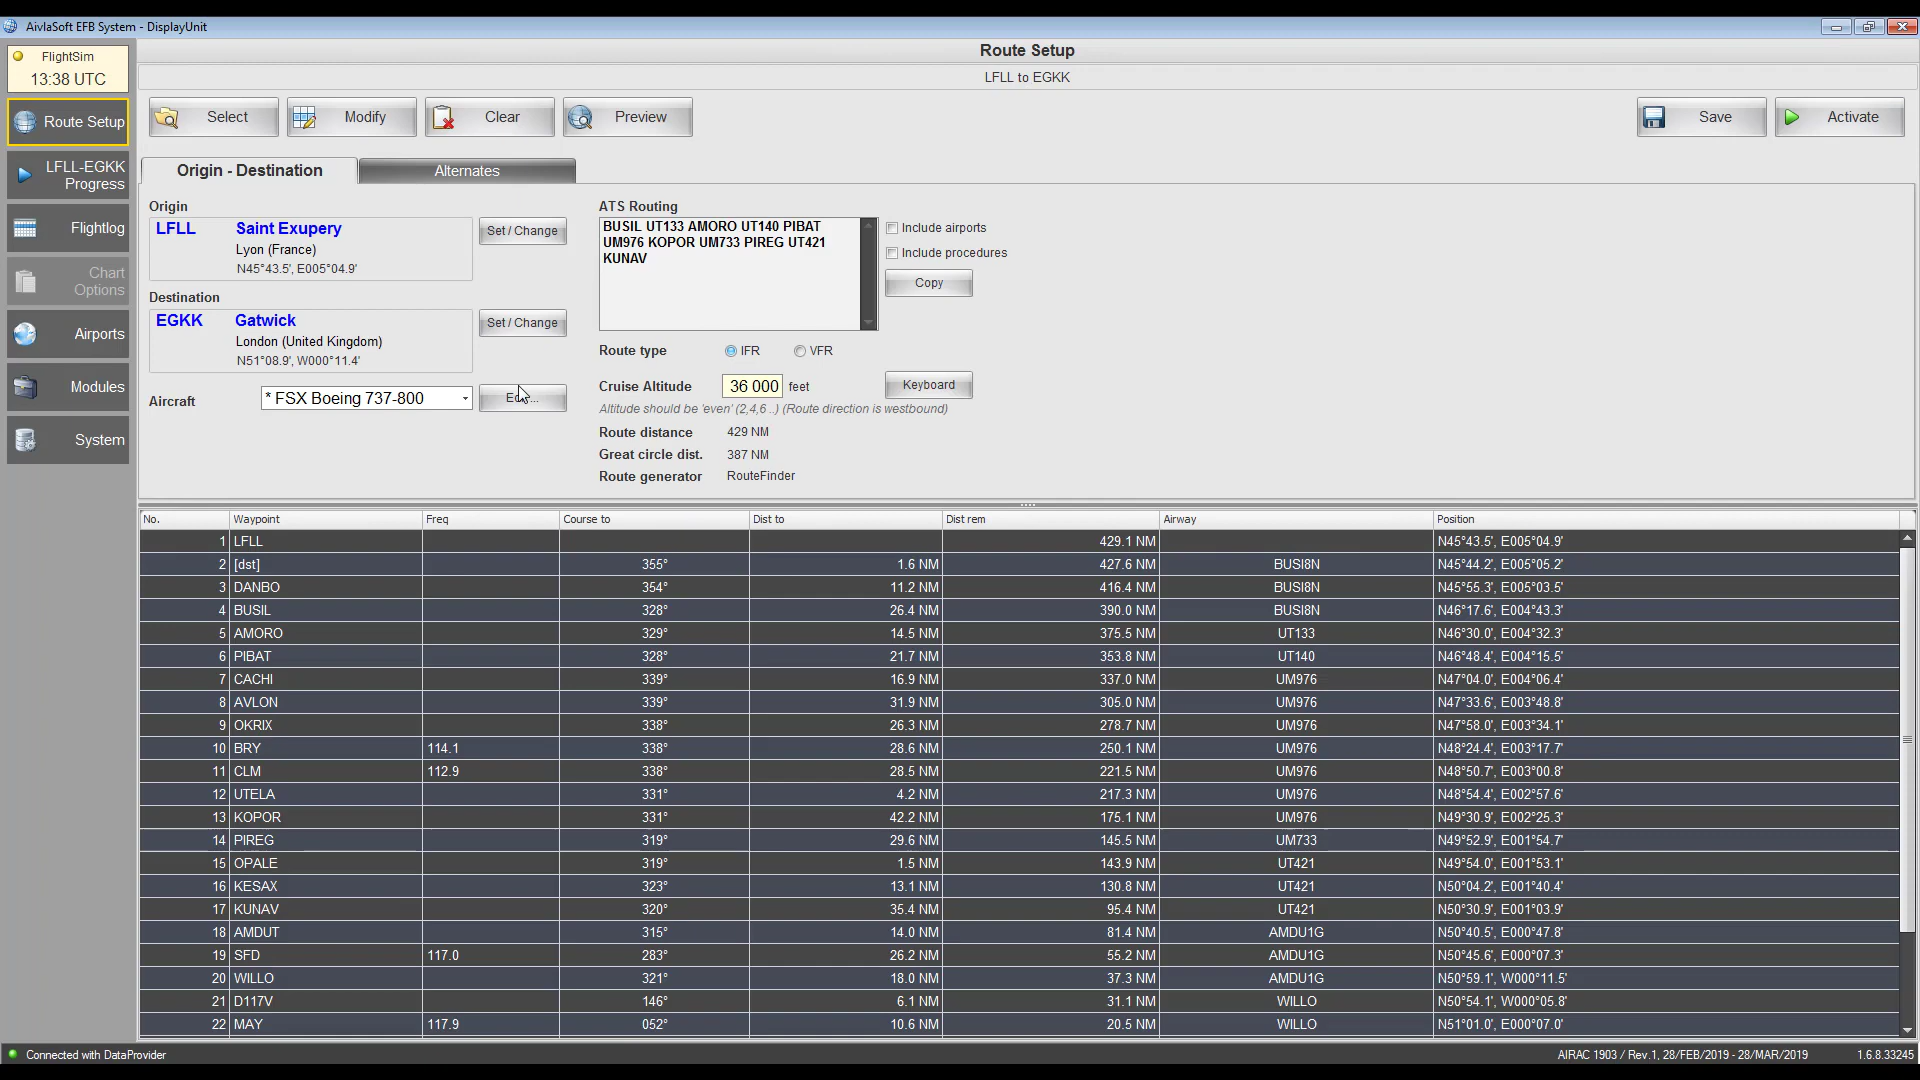 AivlaSoft EFB System - DisplayUnit
FlightSim
13:38 UTC
Route Setup
LFLL-EGKK
Progress
Flightlog
Chart
Options
Airports
Modules
System
Route Setup
LFLL to EGKK
Select Modify Clear Preview Save Activate
Origin - Destination Alternates
Origin
LFLL Saint Exupery
Lyon (France)
N45°43.5', E005°04.9'
Set / Change
Destination
EGKK Gatwick
London (United Kingdom)
N51°08.9', W000°11.4'
Set / Change
Aircraft * FSX Boeing 737-800
ATS Routing
BUSIL UT133 AMORO UT140 PIBAT
UM976 KOPOR UM733 PIREG UT421
KUNAV
Include airports
Include procedures
Copy
Route type IFR VFR
Cruise Altitude 36 000 feet Keyboard
Altitude should be 'even' (2,4,6 ..) (Route direction is westbound)
Route distance 429 NM
Great circle dist. 387 NM
Route generator RouteFinder
No. Waypoint Freq Course to Dist to Dist rem Airway Position
1 LFLL 429.1 NM N45°43.5', E005°04.9'
2 [dst] 355° 1.6 NM 427.6 NM BUSI8N N45°44.2', E005°05.2'
3 DANBO 354° 11.2 NM 416.4 NM BUSI8N N45°55.3', E005°03.5'
4 BUSIL 328° 26.4 NM 390.0 NM BUSI8N N46°17.6', E004°43.3'
5 AMORO 329° 14.5 NM 375.5 NM UT133 N46°30.0', E004°32.3'
6 PIBAT 328° 21.7 NM 353.8 NM UT140 N46°48.4', E004°15.5'
7 CACHI 339° 16.9 NM 337.0 NM UM976 N47°04.0', E004°06.4'
8 AVLON 339° 31.9 NM 305.0 NM UM976 N47°33.6', E003°48.8'
9 OKRIX 338° 26.3 NM 278.7 NM UM976 N47°58.0', E003°34.1'
10 BRY 114.1 338° 28.6 NM 250.1 NM UM976 N48°24.4', E003°17.7'
11 CLM 112.9 338° 28.5 NM 221.5 NM UM976 N48°50.7', E003°00.8'
12 UTELA 331° 4.2 NM 217.3 NM UM976 N48°54.4', E002°57.6'
13 KOPOR 331° 42.2 NM 175.1 NM UM976 N49°30.9', E002°25.3'
14 PIREG 319° 29.6 NM 145.5 NM UM733 N49°52.9', E001°54.7'
15 OPALE 319° 1.5 NM 143.9 NM UT421 N49°54.0', E001°53.1'
16 KESAX 323° 13.1 NM 130.8 NM UT421 N50°04.2', E001°40.4'
17 KUNAV 320° 35.4 NM 95.4 NM UT421 N50°30.9', E001°03.9'
18 AMDUT 315° 14.0 NM 81.4 NM AMDU1G N50°40.5', E000°47.8'
19 SFD 117.0 283° 26.2 NM 55.2 NM AMDU1G N50°45.6', E000°07.3'
20 WILLO 321° 18.0 NM 37.3 NM AMDU1G N50°59.1', W000°11.5'
21 D117V 146° 6.1 NM 31.1 NM WILLO N50°54.1', W000°05.8'
22 MAY 117.9 052° 10.6 NM 20.5 NM WILLO N51°01.0', E000°07.0'
Connected with DataProvider AIRAC 1903 / Rev.1, 28/FEB/2019 - 28/MAR/2019 1.6.8.33245